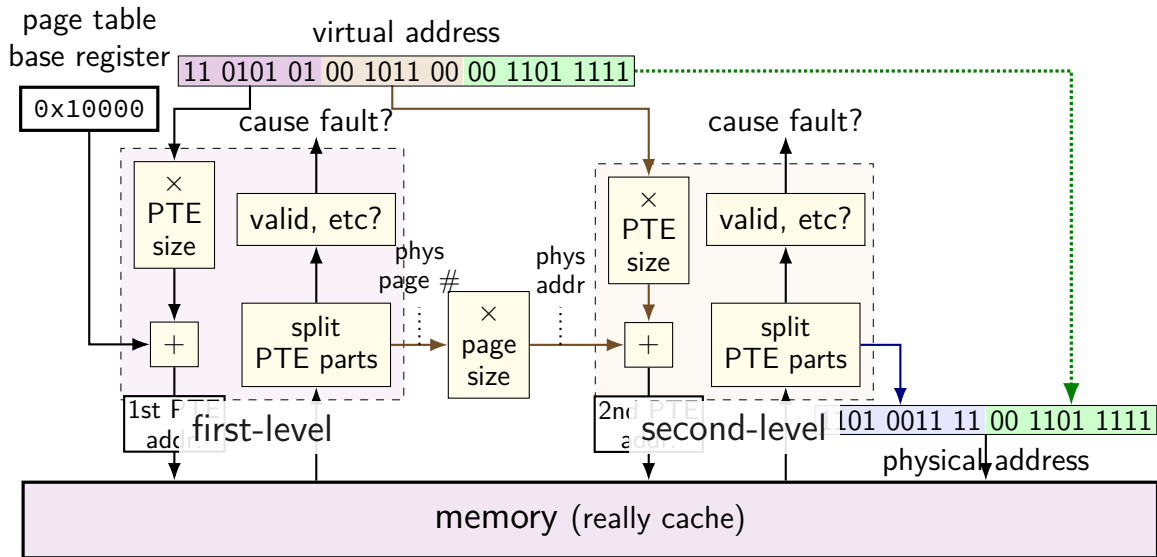 page table
base register
virtual address
11 0101 01 00 1011 00 00 1101 1111
0x10000
cause fault?
cause fault?
×
PTE
size
valid, etc?
×
PTE
size
valid, etc?
phys
page #
phys
addr
+
split
PTE parts
×
page
size
+
split
PTE parts
1st PTE
addr.
first-level
2nd PTE
addr.
second-level
1101 0011 11 00 1101 1111
physical address
memory (really cache)